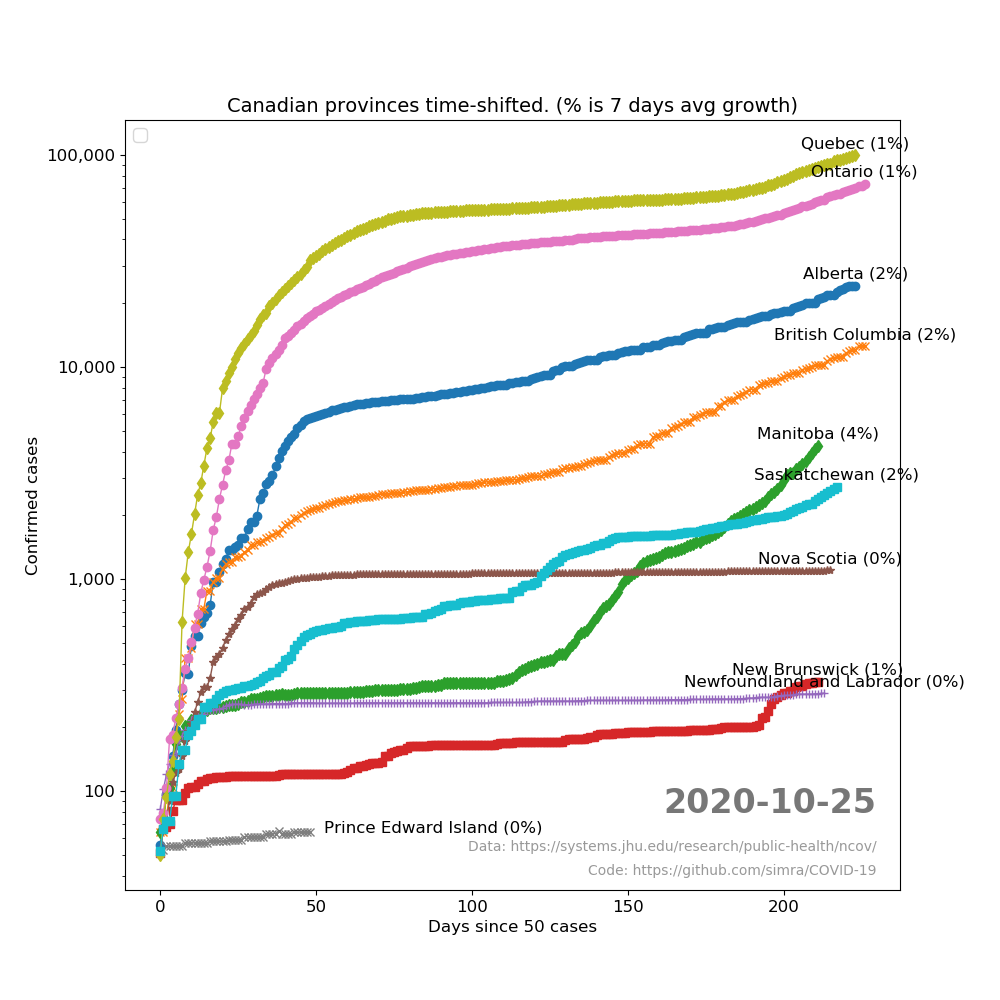 Canadian provinces time-shifted. (% is 7 days avg growth)
Quebec (1%)
100,000
Ontario (1%)
Alberta (2%)
British Columbia (2%)
10,000
Manitoba (4%)
Saskatchewan (2%)
Confirmed cases
Nova Scotia (0%)
1,000
New Brunswick (1%)
Newfoundland and Labrador (0%)
100
2020-10-25
Prince Edward Island (0%)
Data: https://systems.jhu.edu/research/public-health/ncov/
Code: https://github.com/simra/COVID-19
0 50 100 150 200
Days since 50 cases